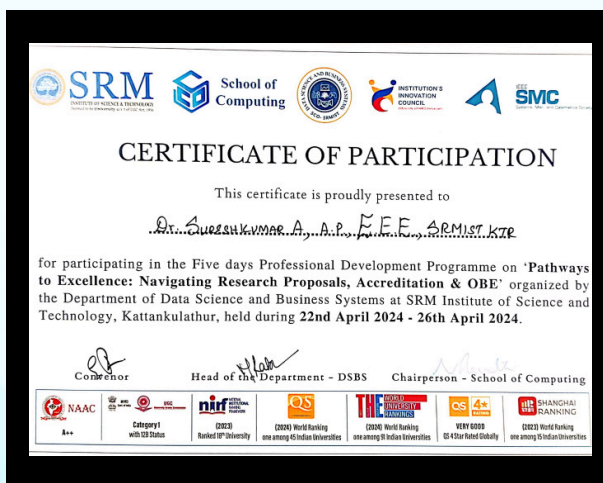 SRM
INSTITUTE OF SCIENCE & TECHNOLOGY
School of
Computing
INSTITUTION'S
INNOVATION
COUNCIL
IEEE
SMC
CERTIFICATE OF PARTICIPATION
This certificate is proudly presented to
Dr. SURESHKUMAR A, A.P, E.E.E, SRMIST KTR
for participating in the Five days Professional Development Programme on 'Pathways
to Excellence: Navigating Research Proposals, Accreditation & OBE' organized by
the Department of Data Science and Business Systems at SRM Institute of Science and
Technology, Kattankulathur, held during 22nd April 2024 - 26th April 2024.
Convenor
Head of the Department - DSBS
Chairperson - School of Computing
NAAC
A++
UGC
Category 1
with 12B Status
nirf
(2023)
Ranked 18th University
QS
(2024) World Ranking
one among 45 Indian Universities
THE WORLD
UNIVERSITY
RANKINGS
(2024) World Ranking
one among 91 Indian Universities
QS 4
VERY GOOD
QS 4 Star Rated Globally
SHANGHAI
RANKING
(2023) World Ranking
one among 15 Indian Universities